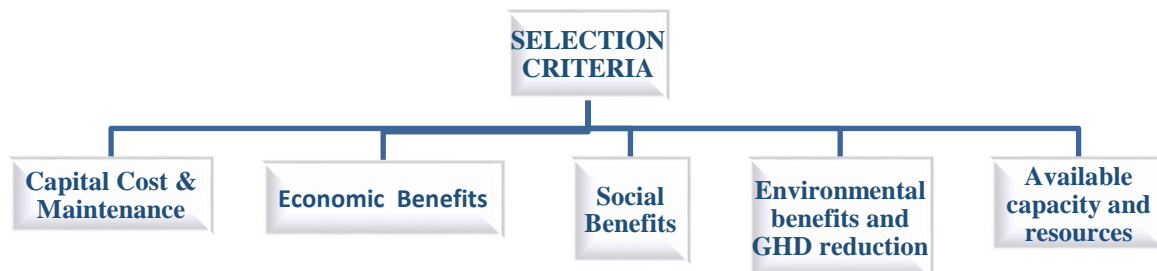 SELECTION
CRITERIA
Capital Cost &
Maintenance
Economic Benefits
Social
Benefits
Environmental
benefits and
GHD reduction
Available
capacity and
resources